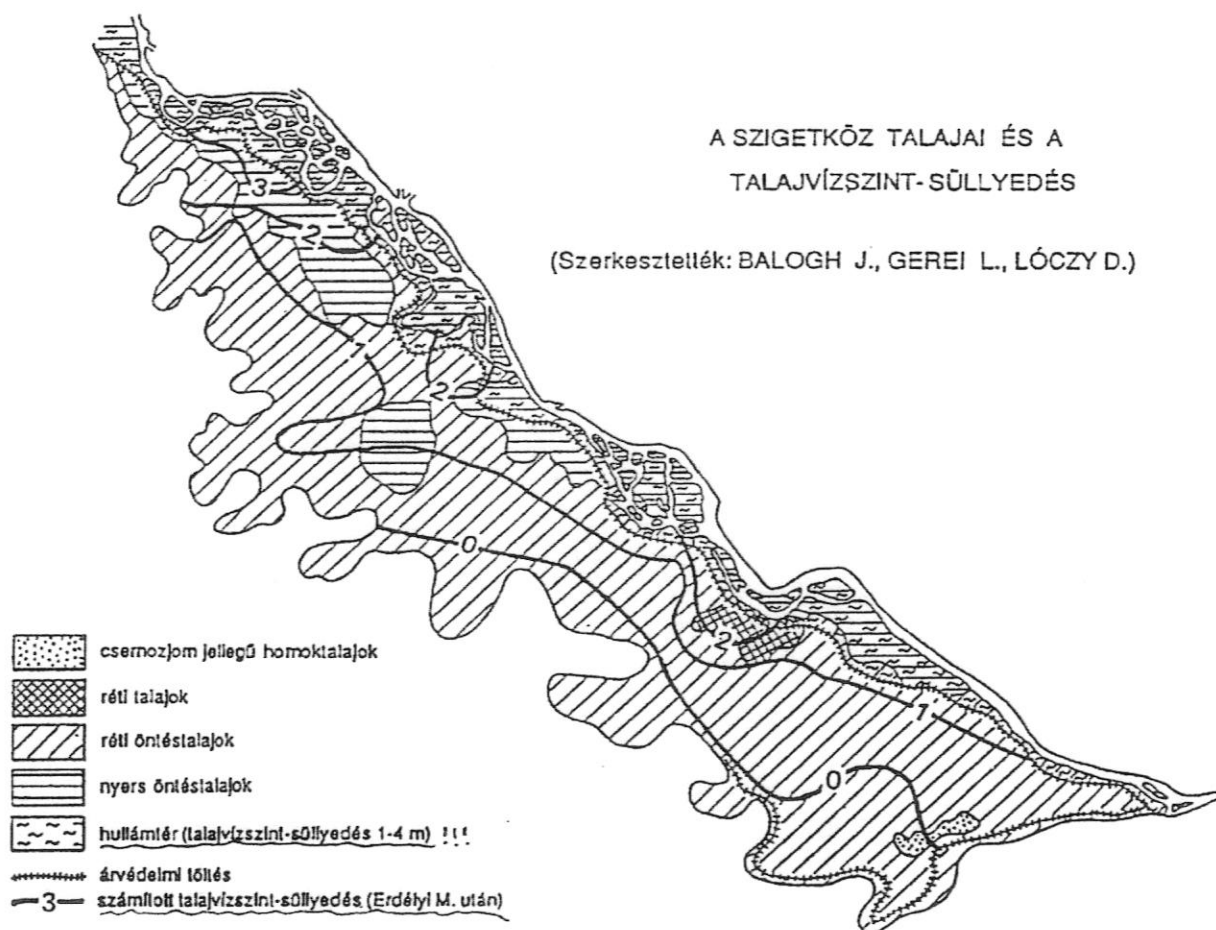 A SZIGETKÖZ TALAJAI ÉS A
TALAJVÍZSZINT-SÜLLYEDÉS
(Szerkesztették: BALOGH J., GEREI L., LÓCZY D.)
3
2
1
2
0
2
1
0
csernozjom jellegű homoktalajok
réti talajok
réti öntéstalajok
nyers öntéstalajok
hullámtér (talajvízszint-süllyedés 1-4 m) !!!
árvédelmi töltés
3 számított talajvízszint-süllyedés (Erdélyi M. után)